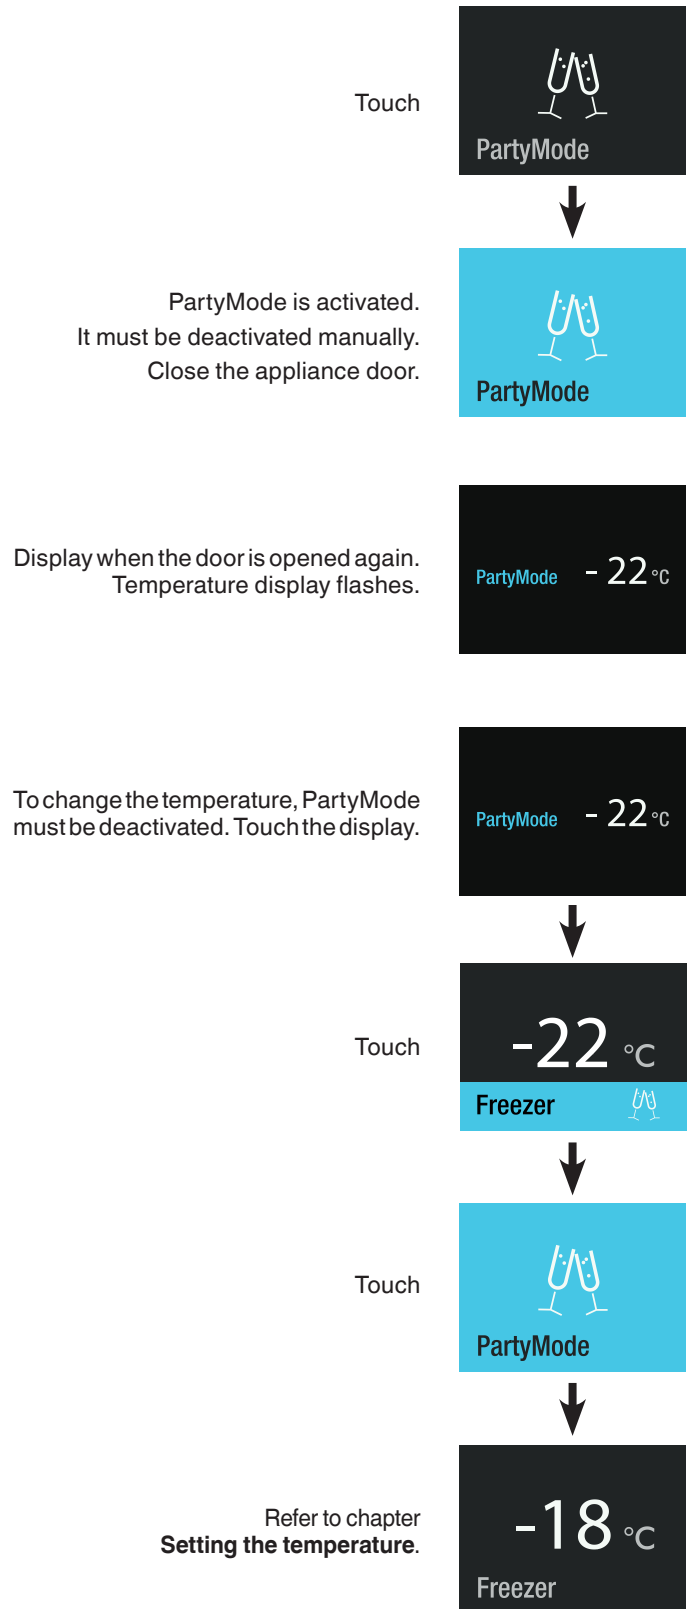 Touch
PartyMode
PartyMode is activated.
It must be deactivated manually.
Close the appliance door.
PartyMode
Display when the door is opened again.
Temperature display flashes.
PartyMode - 22 °C
To change the temperature, PartyMode
must be deactivated. Touch the display.
PartyMode - 22 °C
Touch
-22 °C
Freezer
Touch
PartyMode
Refer to chapter
Setting the temperature.
-18 °C
Freezer